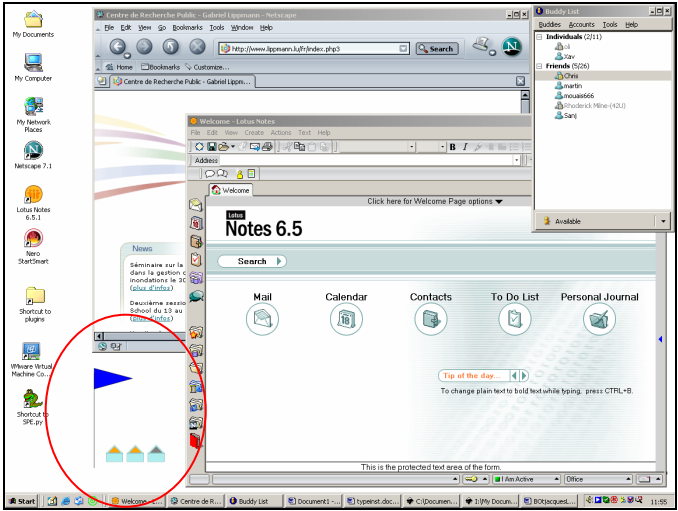 My Documents
My Computer
My Network
Places
Netscape 7.1
Lotus Notes
6.5.1
Nero
StartSmart
Shortcut to
plugins
VMware Virtual
Machine Co...
Shortcut to
SPE.py
Centre de Recherche Public - Gabriel Lippmann - Netscape
File Edit View Go Bookmarks Tools Window Help
http://www.lippmann.lu/fr/index.php3
Search
Home Bookmarks Customize...
Centre de Recherche Public - Gabriel Lippm...
News
Séminaire sur la
dans la gestion
inondations le
(plus d'infos)
Deuxième sessio
School du 13 au
(plus d'infos)
Welcome - Lotus Notes
File Edit View Create Actions Text Help
B I
Address
Welcome
Click here for Welcome Page options
Lotus
Notes 6.5
Search
Mail Calendar Contacts To Do List Personal Journal
18
Tip of the day...
To change plain text to bold text while typing, press CTRL+B.
This is the protected text area of the form.
I Am Active
Office
Buddy List
Buddies Accounts Tools Help
Individuals (2/11)
oli
Xav
Friends (5/26)
Chris
martin
mouais666
Rhoderick Milne-(42U)
Sanj
Available
Start
Welcome - L...
Centre de R...
Buddy List
Document1 -...
typeinst.doc...
C:\Documen...
I:\My Docum...
BOtjacquesL...
11:55